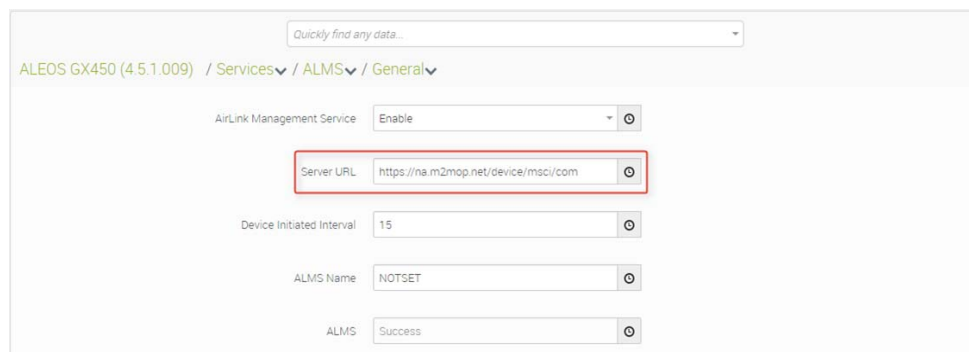 Quickly find any data...
ALEOS GX450 (4.5.1.009) / Services / ALMS / General
AirLink Management Service Enable
Server URL https://na.m2mop.net/device/msci/com
Device Initiated Interval 15
ALMS Name NOTSET
ALMS Success